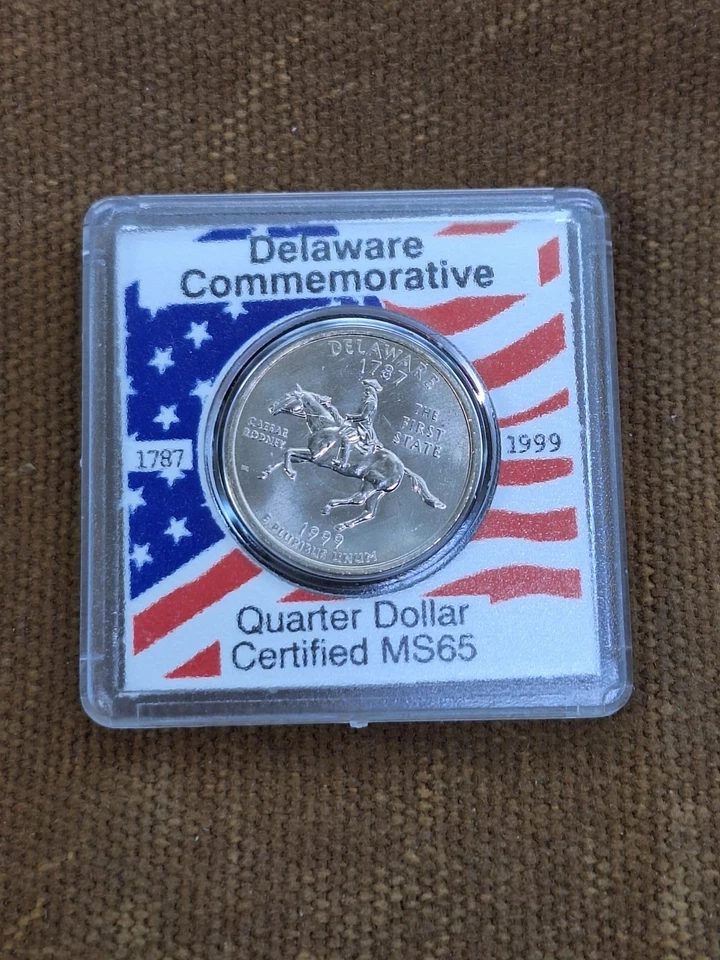 Delaware
Commemorative
DELAWARE
1787
CAESAR
RODNEY
THE
FIRST
STATE
1787
1999
1999
E PLURIBUS UNUM
Quarter Dollar
Certified MS65